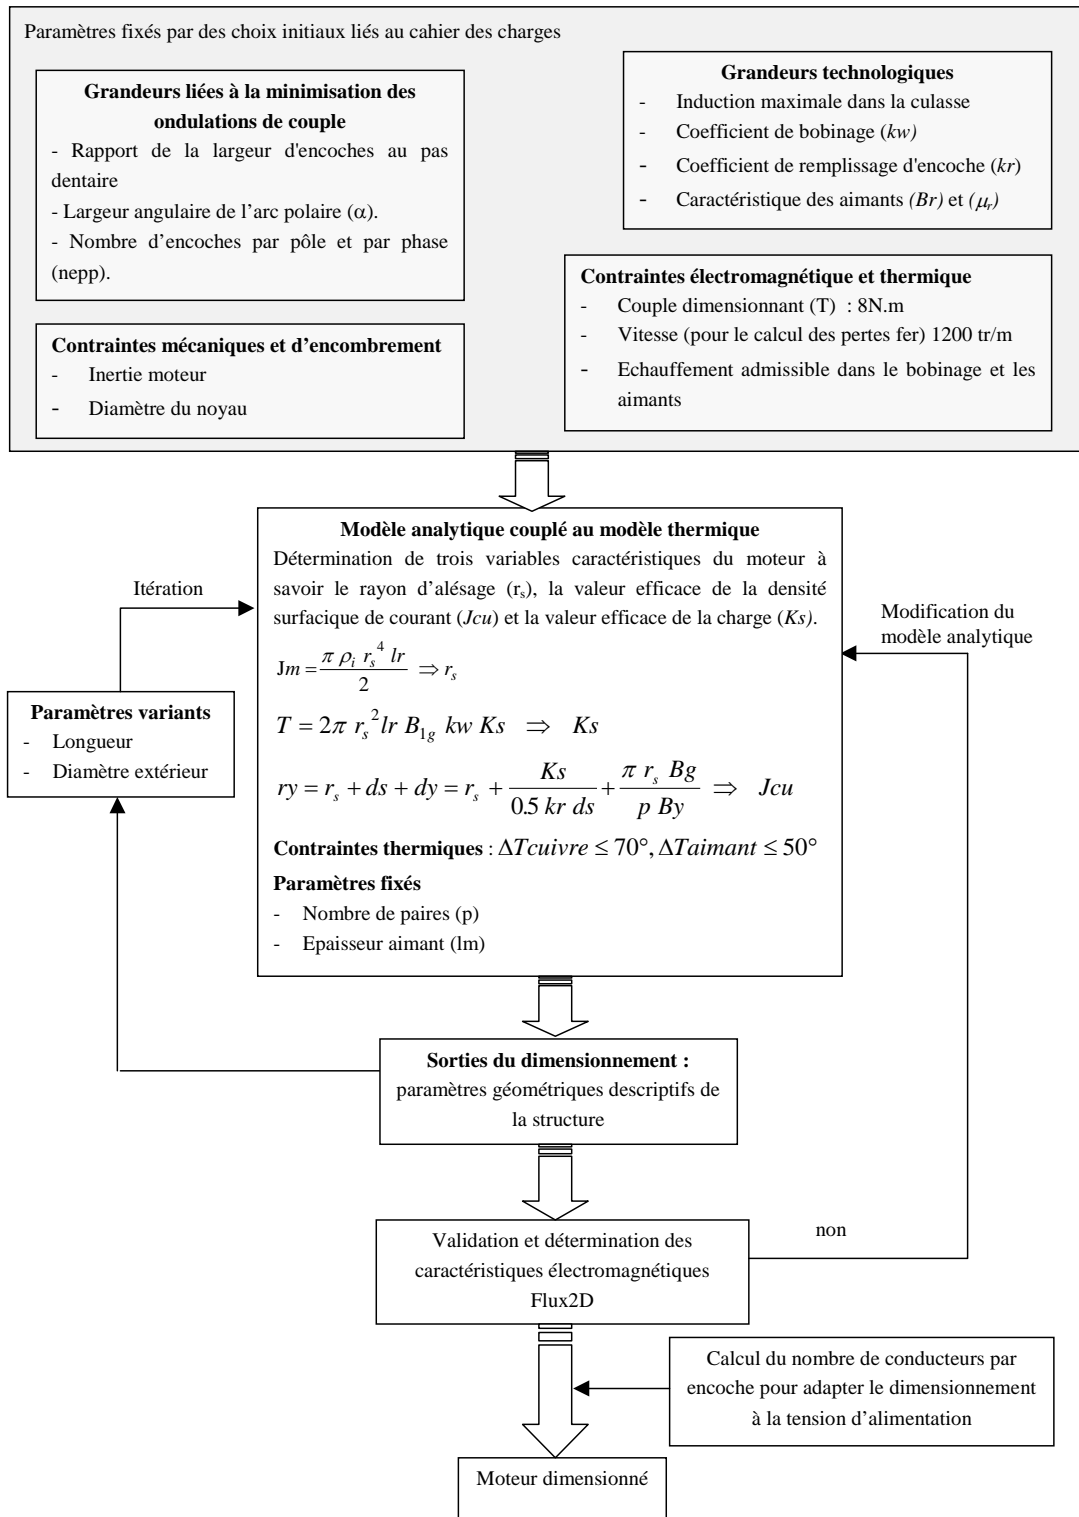 Paramètres fixés par des choix initiaux liés au cahier des charges
Grandeurs liées à la minimisation des
ondulations de couple
- Rapport de la largeur d'encoches au pas
dentaire
- Largeur angulaire de l'arc polaire (α).
- Nombre d'encoches par pôle et par phase
(nepp).
Grandeurs technologiques
- Induction maximale dans la culasse
- Coefficient de bobinage (kw)
- Coefficient de remplissage d'encoche (kr)
- Caractéristique des aimants (Br) et (μr)
Contraintes mécaniques et d'encombrement
- Inertie moteur
- Diamètre du noyau
Contraintes électromagnétique et thermique
- Couple dimensionnant (T) : 8N.m
- Vitesse (pour le calcul des pertes fer) 1200 tr/m
- Echauffement admissible dans le bobinage et les
aimants
Modèle analytique couplé au modèle thermique
Détermination de trois variables caractéristiques du moteur à
savoir le rayon d'alésage (rs), la valeur efficace de la densité
surfacique de courant (Jcu) et la valeur efficace de la charge (Ks).
Jm = π ρi rs^4 lr / 2 ⇒ rs
T = 2π rs^2 lr B1g kw Ks ⇒ Ks
ry = rs + ds + dy = rs + Ks / (0.5 kr ds) + π rs Bg / (p By) ⇒ Jcu
Contraintes thermiques : ΔTcuivre ≤ 70°, ΔTaimant ≤ 50°
Paramètres fixés
- Nombre de paires (p)
- Epaisseur aimant (lm)
Itération
Paramètres variants
- Longueur
- Diamètre extérieur
Modification du
modèle analytique
Sorties du dimensionnement :
paramètres géométriques descriptifs de
la structure
Validation et détermination des
caractéristiques électromagnétiques
Flux2D
non
Calcul du nombre de conducteurs par
encoche pour adapter le dimensionnement
à la tension d'alimentation
Moteur dimensionné